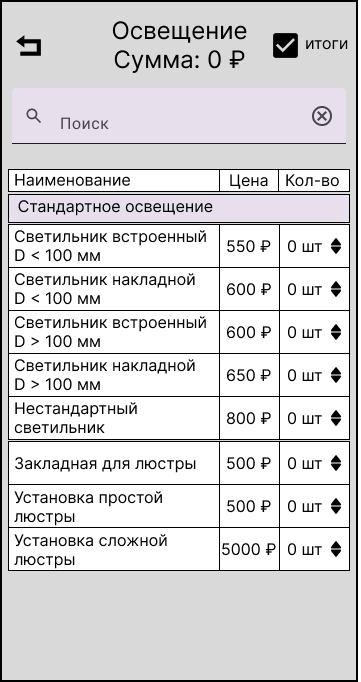 Освещение
Сумма: 0 ₽
итоги
Поиск
Наименование Цена Кол-во
Стандартное освещение
Светильник встроенный
D < 100 мм
550 ₽ 0 шт
Светильник накладной
D < 100 мм
600 ₽ 0 шт
Светильник встроенный
D > 100 мм
600 ₽ 0 шт
Светильник накладной
D > 100 мм
650 ₽ 0 шт
Нестандартный
светильник
800 ₽ 0 шт
Закладная для люстры 500 ₽ 0 шт
Установка простой
люстры
500 ₽ 0 шт
Установка сложной
люстры
5000 ₽ 0 шт